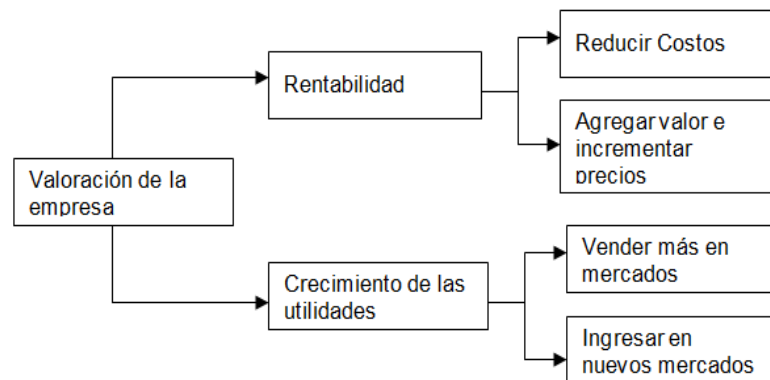 Reducir Costos
Rentabilidad
Agregar valor e
incrementar
precios
Valoración de la
empresa
Vender más en
mercados
Crecimiento de las
utilidades
Ingresar en
nuevos mercados